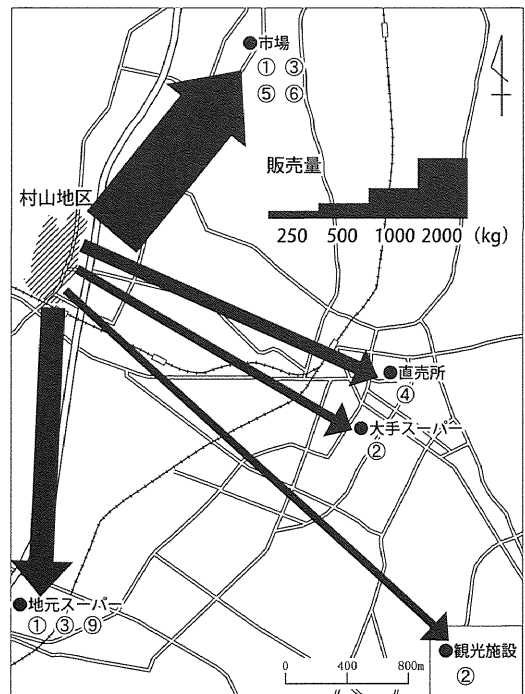 市場
① ③
⑤ ⑥
販売量
250 500 1000 2000 (kg)
村山地区
直売所
④
大手スーパー
②
地元スーパー
① ③ ⑨
0 400 800m
観光施設
②